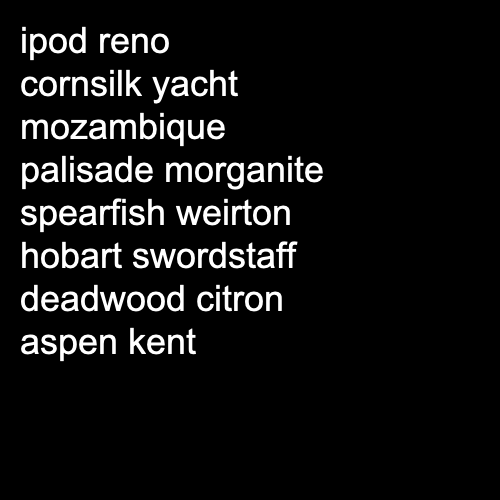 ipod reno
cornsilk yacht
mozambique
palisade morganite
spearfish weirton
hobart swordstaff
deadwood citron
aspen kent